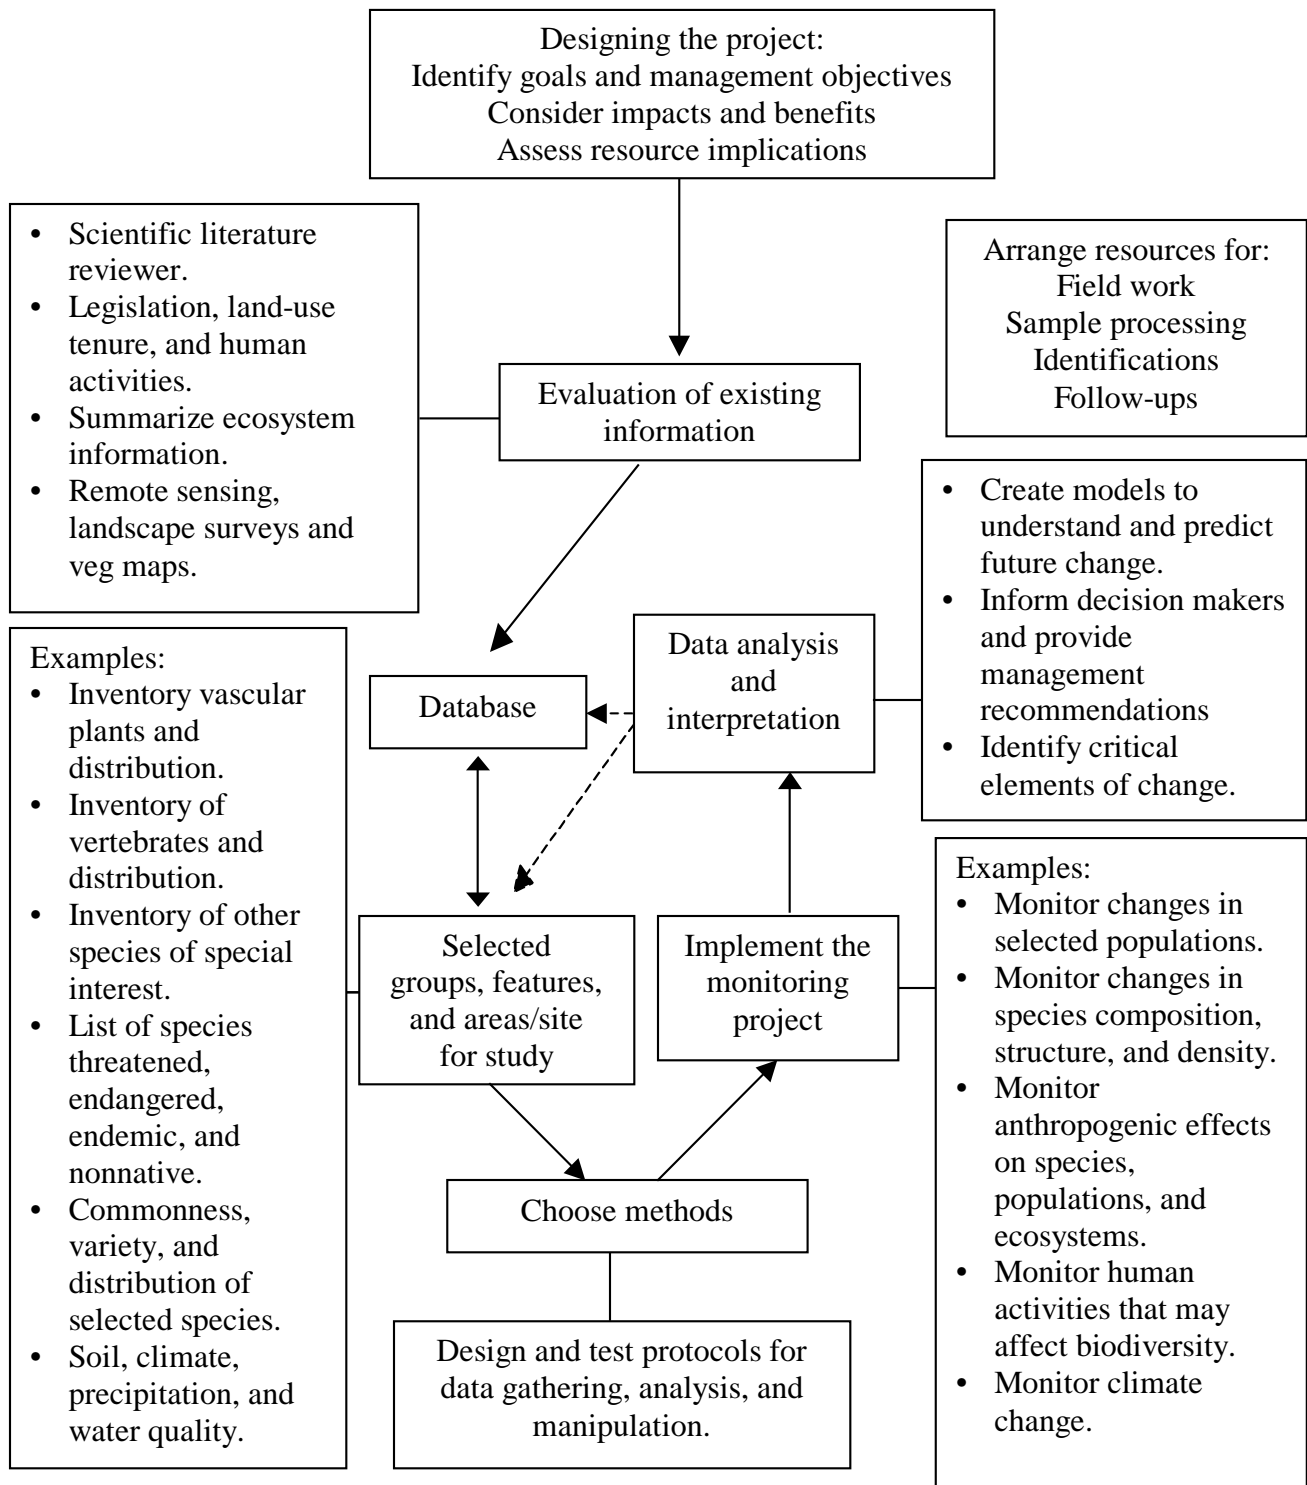 Designing the project:
Identify goals and management objectives
Consider impacts and benefits
Assess resource implications
• Scientific literature
reviewer.
• Legislation, land-use
tenure, and human
activities.
• Summarize ecosystem
information.
• Remote sensing,
landscape surveys and
veg maps.
Arrange resources for:
Field work
Sample processing
Identifications
Follow-ups
Evaluation of existing
information
• Create models to
understand and predict
future change.
• Inform decision makers
and provide
management
recommendations
• Identify critical
elements of change.
Data analysis
and
interpretation
Database
Examples:
• Inventory vascular
plants and
distribution.
• Inventory of
vertebrates and
distribution.
• Inventory of other
species of special
interest.
• List of species
threatened,
endangered,
endemic, and
nonnative.
• Commonness,
variety, and
distribution of
selected species.
• Soil, climate,
precipitation, and
water quality.
Selected
groups, features,
and areas/site
for study
Implement the
monitoring
project
Examples:
• Monitor changes in
selected populations.
• Monitor changes in
species composition,
structure, and density.
• Monitor
anthropogenic effects
on species,
populations, and
ecosystems.
• Monitor human
activities that may
affect biodiversity.
• Monitor climate
change.
Choose methods
Design and test protocols for
data gathering, analysis, and
manipulation.